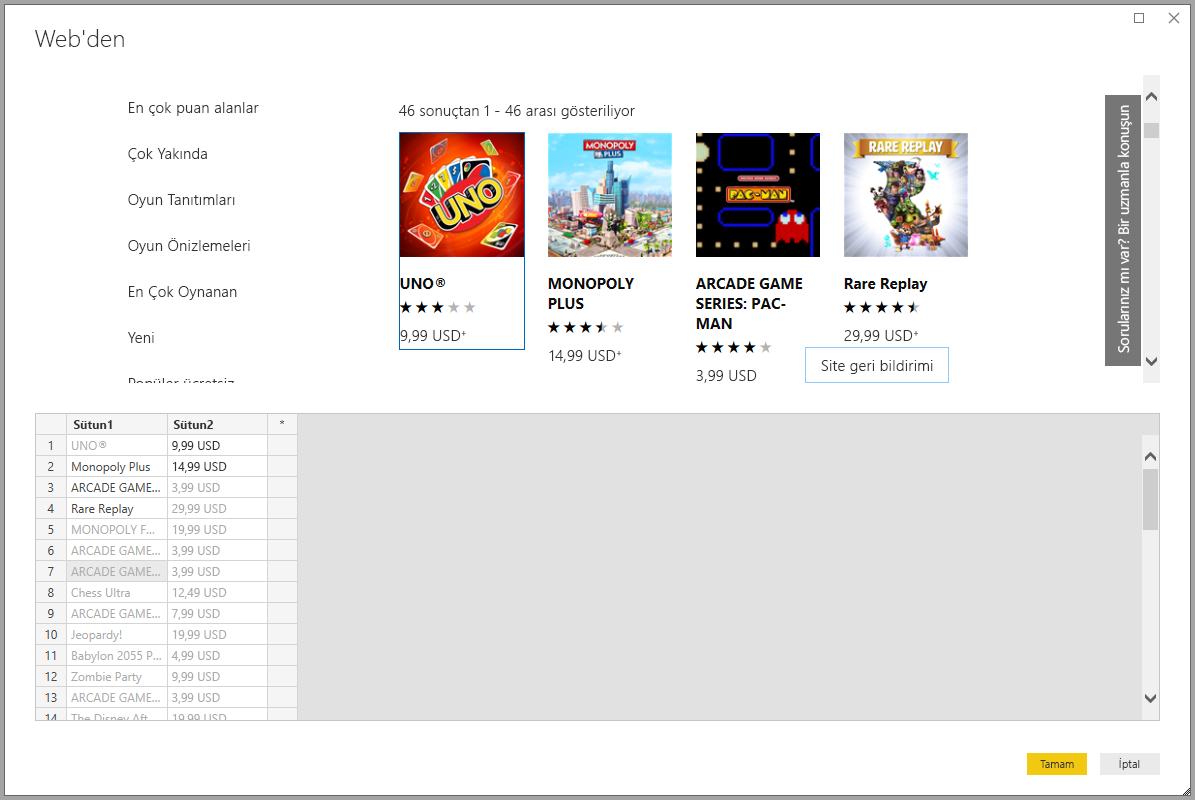 Web'den
En çok puan alanlar
Çok Yakında
Oyun Tanıtımları
Oyun Önizlemeleri
En Çok Oynanan
Yeni
Popüler ücretsiz
46 sonuçtan 1 - 46 arası gösteriliyor
UNO
MONOPOLY
PLUS
PAC-MAN
RARE REPLAY
UNO®
9,99 USD+
MONOPOLY
PLUS
14,99 USD+
ARCADE GAME
SERIES: PAC-
MAN
3,99 USD
Rare Replay
29,99 USD+
Site geri bildirimi
Sorularınız mı var? Bir uzmanla konuşun
Sütun1 Sütun2 *
1 UNO® 9,99 USD
2 Monopoly Plus 14,99 USD
3 ARCADE GAME... 3,99 USD
4 Rare Replay 29,99 USD
5 MONOPOLY F... 19,99 USD
6 ARCADE GAME... 3,99 USD
7 ARCADE GAME... 3,99 USD
8 Chess Ultra 12,49 USD
9 ARCADE GAME... 7,99 USD
10 Jeopardy! 19,99 USD
11 Babylon 2055 P... 4,99 USD
12 Zombie Party 9,99 USD
13 ARCADE GAME... 3,99 USD
14 The Disney Aft... 19,99 USD
Tamam
İptal